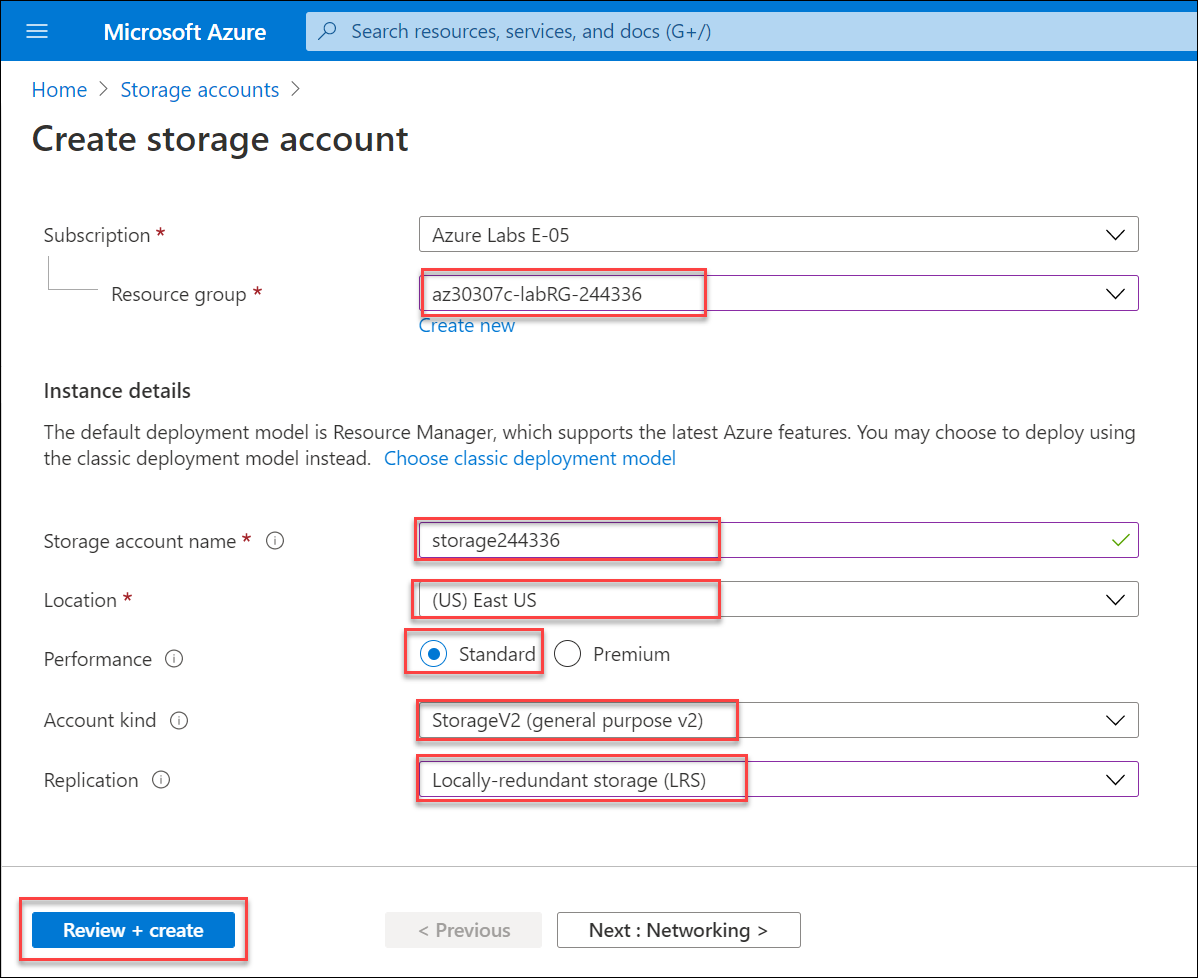 Microsoft Azure
Search resources, services, and docs (G+/)
Home > Storage accounts >
Create storage account
Subscription * Azure Labs E-05
Resource group * az30307c-labRG-244336
Create new
Instance details
The default deployment model is Resource Manager, which supports the latest Azure features. You may choose to deploy using
the classic deployment model instead. Choose classic deployment model
Storage account name * storage244336
Location * (US) East US
Performance Standard Premium
Account kind StorageV2 (general purpose v2)
Replication Locally-redundant storage (LRS)
Review + create < Previous Next : Networking >